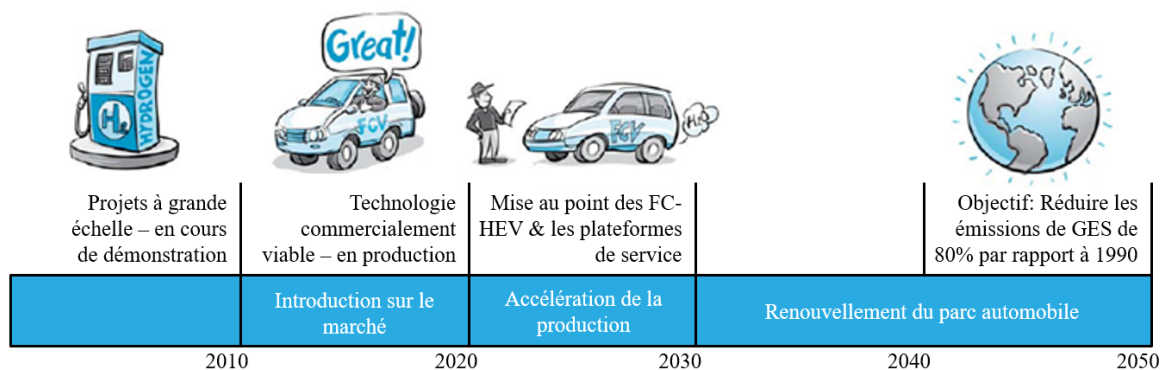 HYDROGEN
H2
Great!
FCV
FCV
H2O
Projets à grande
échelle – en cours
de démonstration
Technologie
commercialement
viable – en production
Mise au point des FC-
HEV & les plateformes
de service
Objectif: Réduire les
émissions de GES de
80% par rapport à 1990
Introduction sur le
marché
Accélération de la
production
Renouvellement du parc automobile
2010
2020
2030
2040
2050